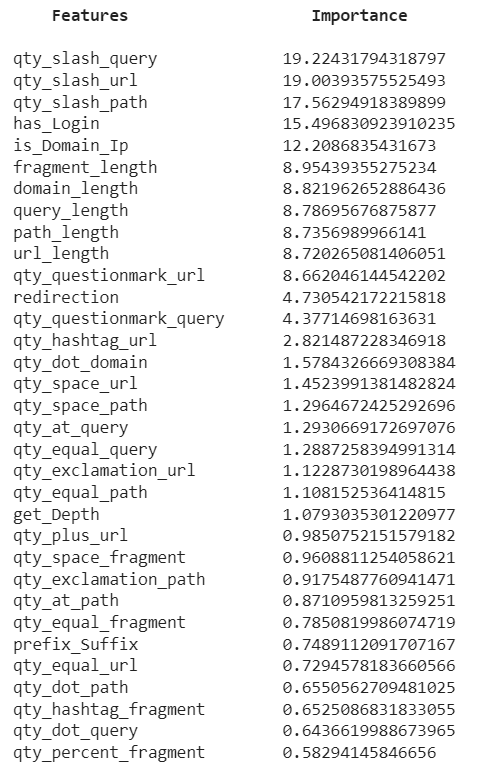 Features Importance
qty_slash_query 19.22431794318797
qty_slash_url 19.00393575525493
qty_slash_path 17.56294918389899
has_Login 15.496830923910235
is_Domain_Ip 12.2086835431673
fragment_length 8.95439355275234
domain_length 8.821962652886436
query_length 8.78695676875877
path_length 8.7356989966141
url_length 8.720265081406051
qty_questionmark_url 8.662046144542202
redirection 4.730542172215818
qty_questionmark_query 4.37714698163631
qty_hashtag_url 2.821487228346918
qty_dot_domain 1.5784326669308384
qty_space_url 1.4523991381482824
qty_space_path 1.2964672425292696
qty_at_query 1.2930669172697076
qty_equal_query 1.2887258394991314
qty_exclamation_url 1.1228730198964438
qty_equal_path 1.108152536414815
get_Depth 1.0793035301220977
qty_plus_url 0.9850752151579182
qty_space_fragment 0.9608811254058621
qty_exclamation_path 0.9175487760941471
qty_at_path 0.8710959813259251
qty_equal_fragment 0.7850819986074719
prefix_Suffix 0.7489112091707167
qty_equal_url 0.7294578183660566
qty_dot_path 0.6550562709481025
qty_hashtag_fragment 0.6525086831833055
qty_dot_query 0.6436619988673965
qty_percent_fragment 0.58294145846656